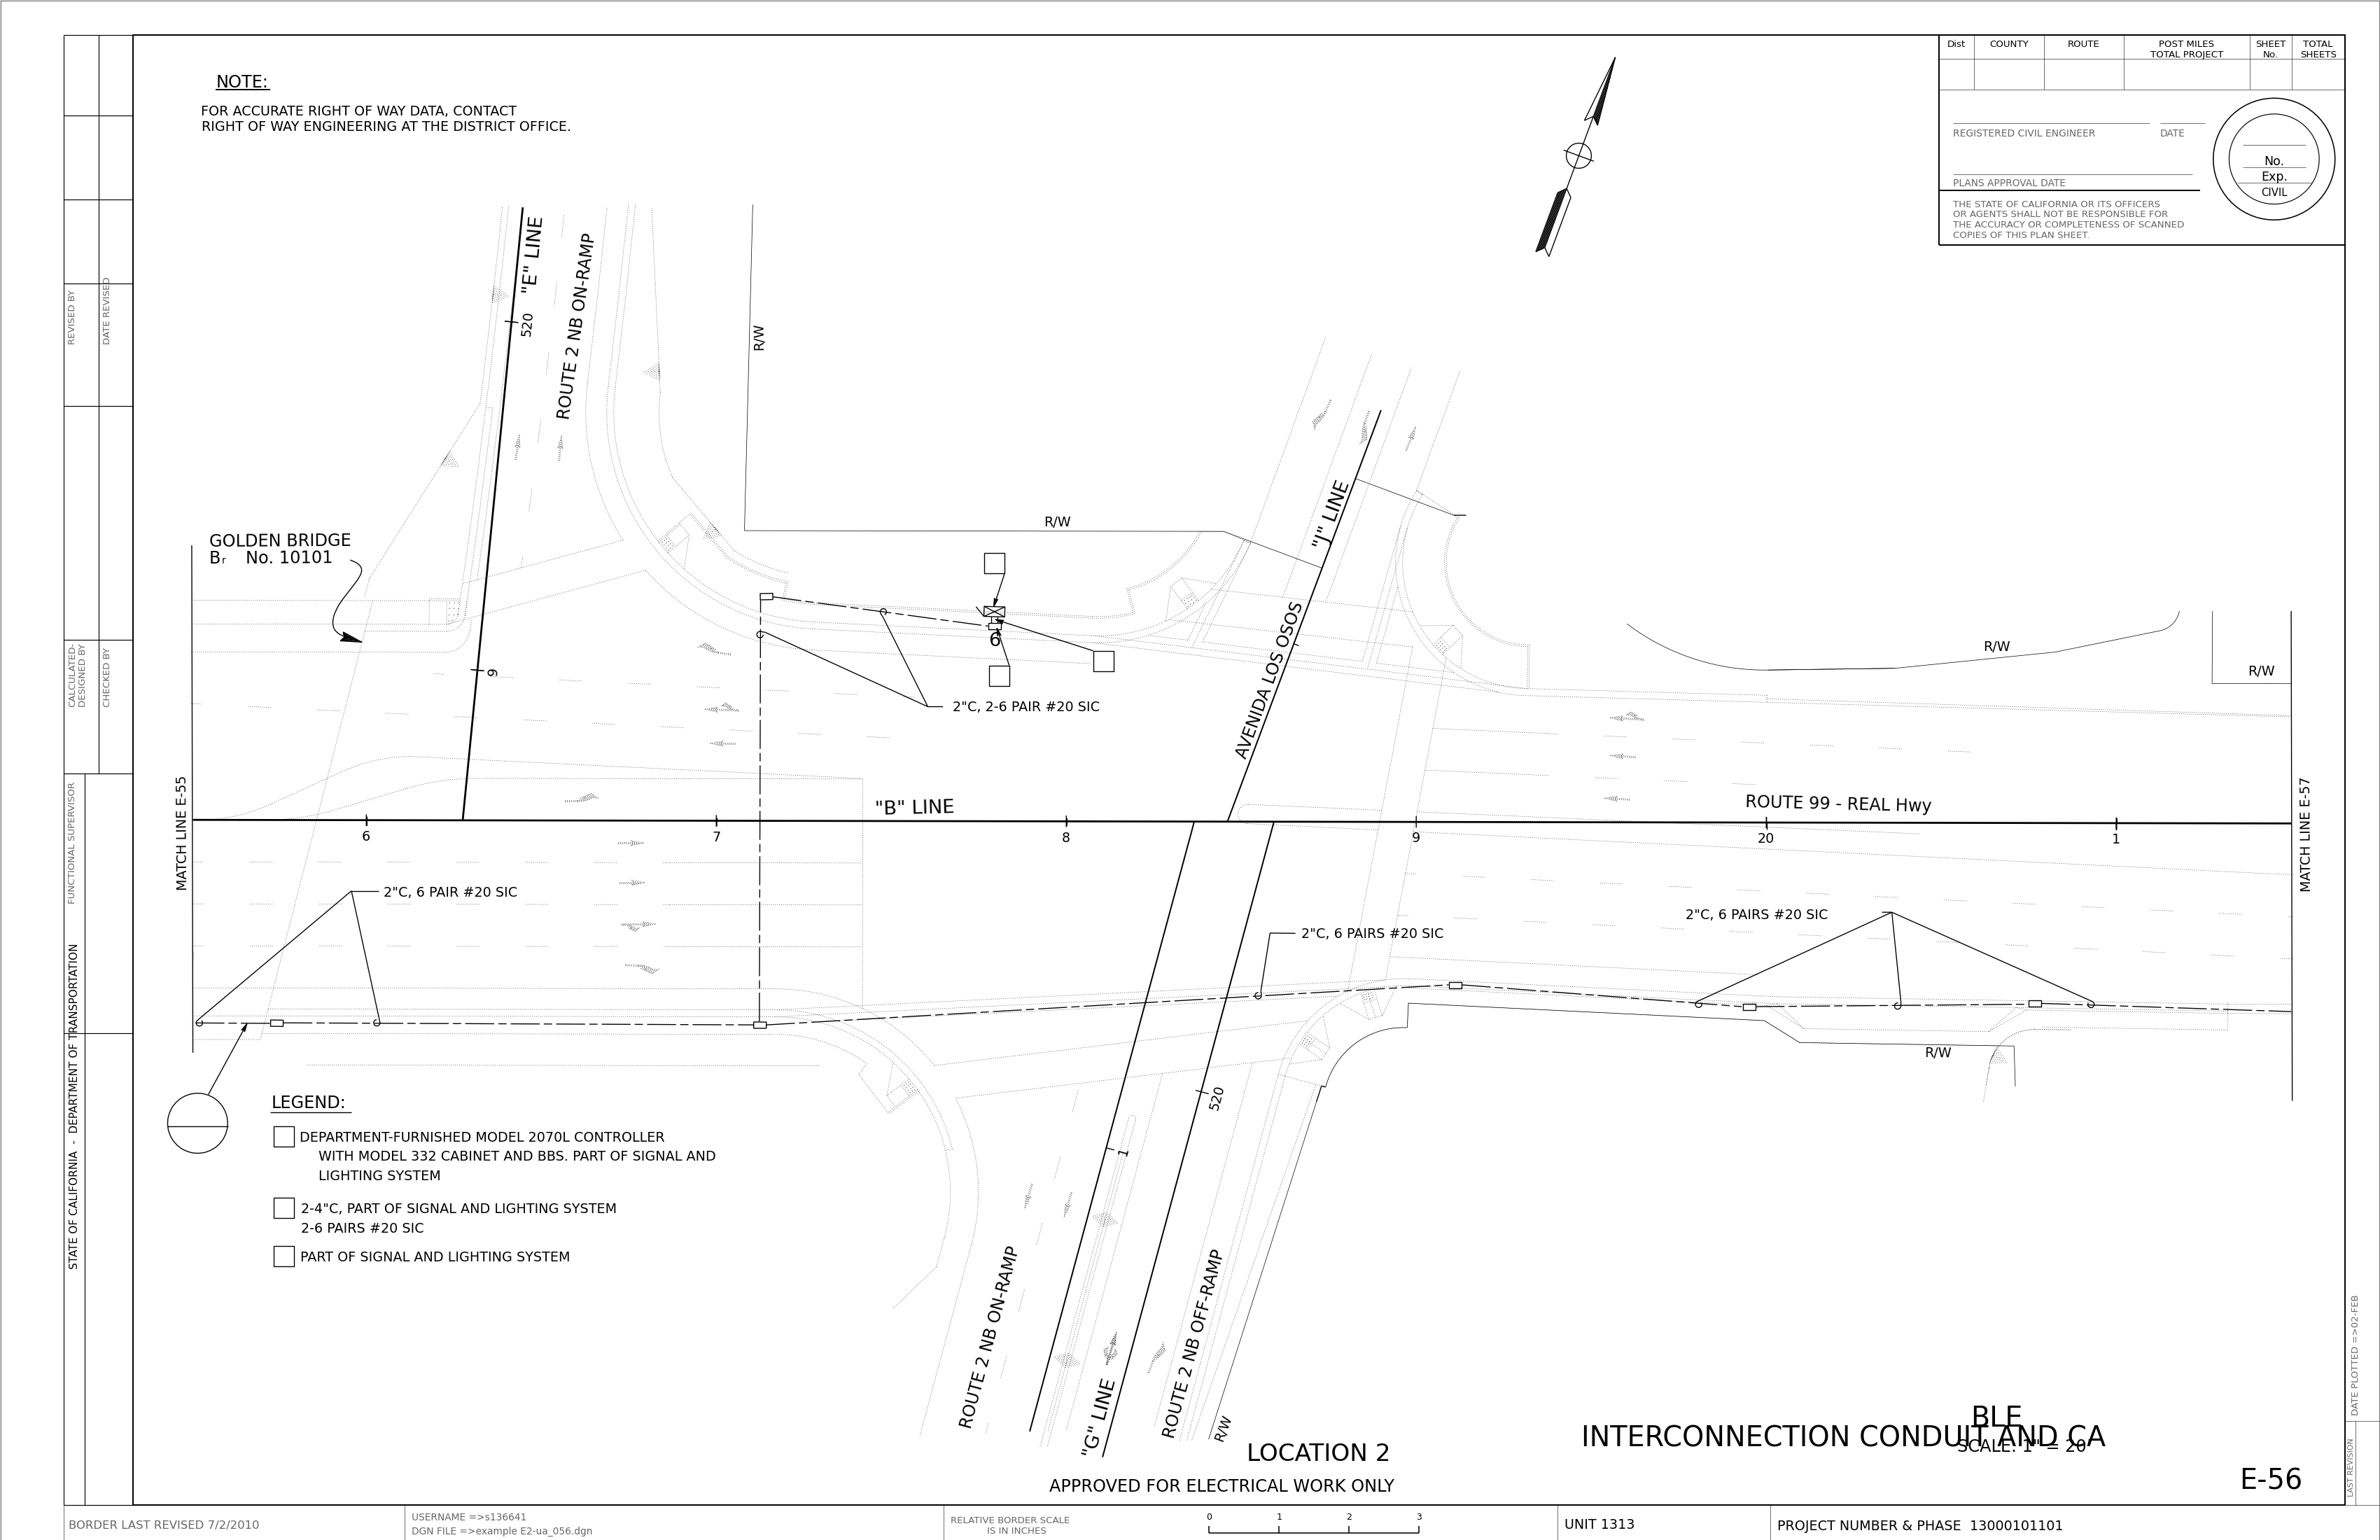 NOTE:
FOR ACCURATE RIGHT OF WAY DATA, CONTACT
RIGHT OF WAY ENGINEERING AT THE DISTRICT OFFICE.
Dist COUNTY ROUTE POST MILES TOTAL PROJECT SHEET No. TOTAL SHEETS
REGISTERED CIVIL ENGINEER DATE
PLANS APPROVAL DATE
No.
Exp.
CIVIL
THE STATE OF CALIFORNIA OR ITS OFFICERS
OR AGENTS SHALL NOT BE RESPONSIBLE FOR
THE ACCURACY OR COMPLETENESS OF SCANNED
COPIES OF THIS PLAN SHEET.
REVISED BY
DATE REVISED
CALCULATED-
DESIGNED BY
CHECKED BY
FUNCTIONAL SUPERVISOR
STATE OF CALIFORNIA - DEPARTMENT OF TRANSPORTATION
"E" LINE
520
ROUTE 2 NB ON-RAMP
R/W
R/W
"J" LINE
GOLDEN BRIDGE
Br No. 10101
6
9
AVENIDA LOS OSOS
R/W
R/W
2"C, 2-6 PAIR #20 SIC
MATCH LINE E-55
"B" LINE
ROUTE 99 - REAL Hwy
MATCH LINE E-57
6 7 8 9 20 1
2"C, 6 PAIR #20 SIC
2"C, 6 PAIRS #20 SIC
2"C, 6 PAIRS #20 SIC
R/W
520
1
LEGEND:
DEPARTMENT-FURNISHED MODEL 2070L CONTROLLER
WITH MODEL 332 CABINET AND BBS. PART OF SIGNAL AND
LIGHTING SYSTEM
2-4"C, PART OF SIGNAL AND LIGHTING SYSTEM
2-6 PAIRS #20 SIC
PART OF SIGNAL AND LIGHTING SYSTEM
ROUTE 2 NB ON-RAMP
"G" LINE
ROUTE 2 NB OFF-RAMP
R/W
LOCATION 2
APPROVED FOR ELECTRICAL WORK ONLY
BLE
INTERCONNECTION CONDUIT AND CA
SCALE: 1" = 20'
E-56
DATE PLOTTED =>02-FEB
LAST REVISION
BORDER LAST REVISED 7/2/2010
USERNAME =>s136641
DGN FILE =>example E2-ua_056.dgn
RELATIVE BORDER SCALE
IS IN INCHES
0 1 2 3
UNIT 1313
PROJECT NUMBER & PHASE 13000101101